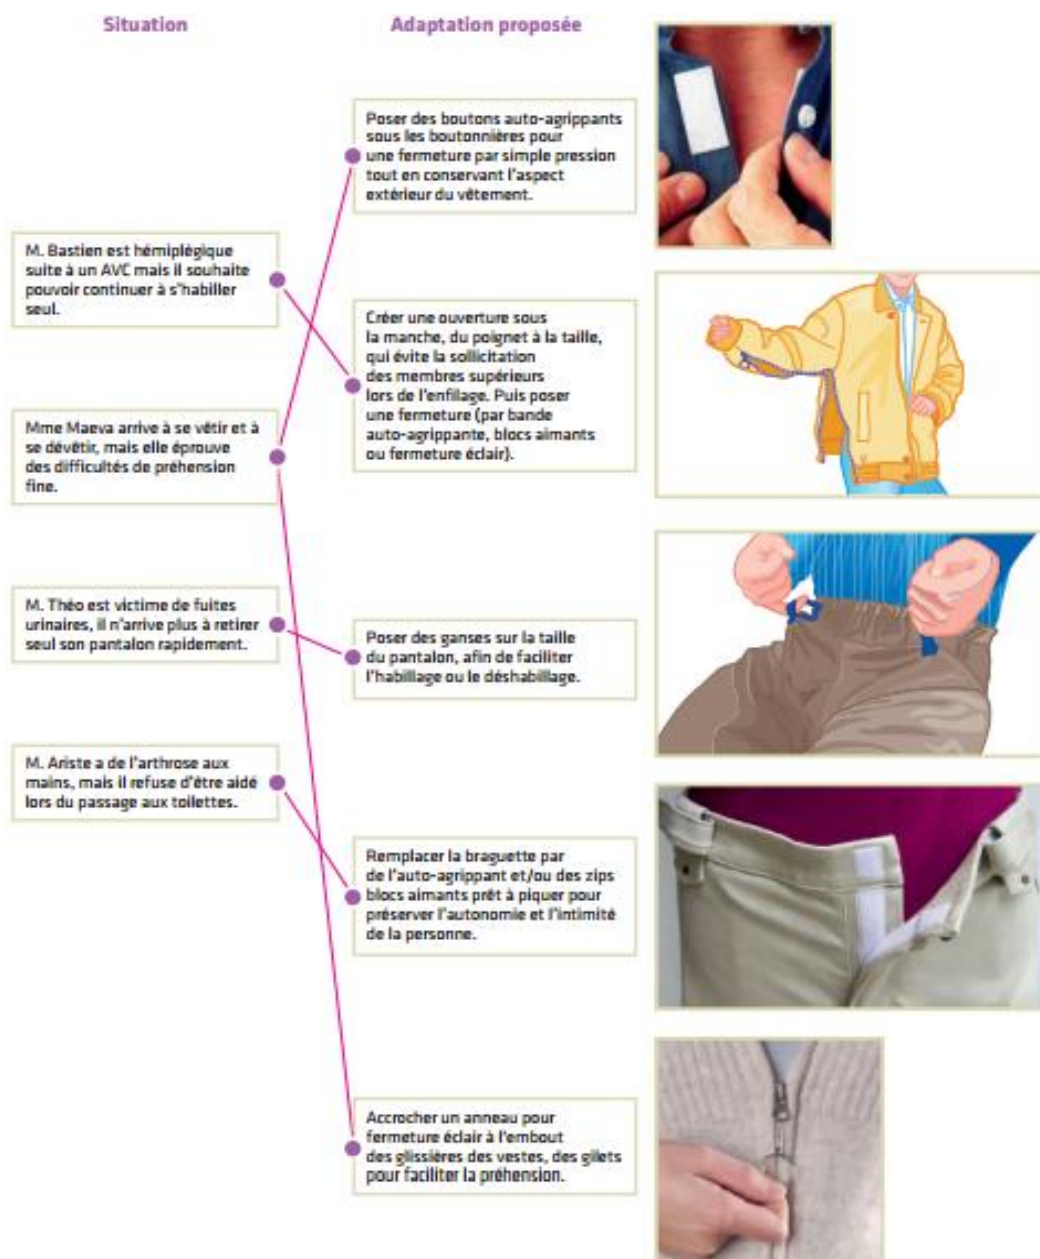 Situation
Adaptation proposée
Poser des boutons auto-agrippants
sous les boutonnières pour
une fermeture par simple pression
tout en conservant l'aspect
extérieur du vêtement.
M. Bastien est hémiplégique
suite à un AVC mais il souhaite
pouvoir continuer à s'habiller
seul.
Créer une ouverture sous
la manche, du poignet à la taille,
qui évite la sollicitation
des membres supérieurs
lors de l'enfilage. Puis poser
une fermeture (par bande
auto-agrippante, blocs aimants
ou fermeture éclair).
Mme Maeva arrive à se vêtir et à
se dévêtir, mais elle éprouve
des difficultés de préhension
fine.
M. Théo est victime de fuites
urinaires, il n'arrive plus à retirer
seul son pantalon rapidement.
Poser des ganses sur la taille
du pantalon, afin de faciliter
l'habillage ou le déshabillage.
M. Ariste a de l'arthrose aux
mains, mais il refuse d'être aidé
lors du passage aux toilettes.
Remplacer la braguette par
de l'auto-agrippant et/ou des zips
blocs aimants prêt à piquer pour
préserver l'autonomie et l'intimité
de la personne.
Accrocher un anneau pour
fermeture éclair à l'embout
des glissières des vestes, des gilets
pour faciliter la préhension.